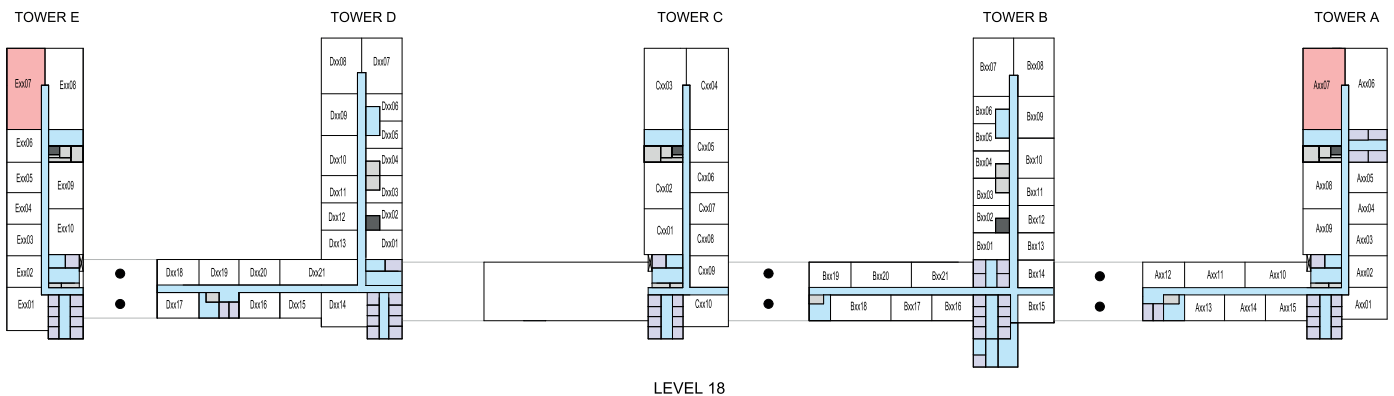 TOWER E
TOWER D
TOWER C
TOWER B
TOWER A
Exx07
Exx08
Exx06
Exx05
Exx09
Exx04
Exx10
Exx03
Exx02
Exx01
Dxx08
Dxx07
Dxx06
Dxx09
Dxx05
Dxx10
Dxx04
Dxx11
Dxx03
Dxx12
Dxx02
Dxx13
Dxx01
Dxx18
Dxx19
Dxx20
Dxx21
Dxx17
Dxx16
Dxx15
Dxx14
Cxx03
Cxx04
Cxx05
Cxx06
Cxx02
Cxx07
Cxx01
Cxx08
Cxx09
Cxx10
Bxx07
Bxx08
Bxx06
Bxx09
Bxx05
Bxx04
Bxx10
Bxx03
Bxx11
Bxx02
Bxx12
Bxx01
Bxx13
Bxx19
Bxx20
Bxx21
Bxx14
Bxx18
Bxx17
Bxx16
Bxx15
Axx07
Axx06
Axx05
Axx08
Axx04
Axx09
Axx03
Axx12
Axx11
Axx10
Axx02
Axx13
Axx14
Axx15
Axx01
LEVEL 18